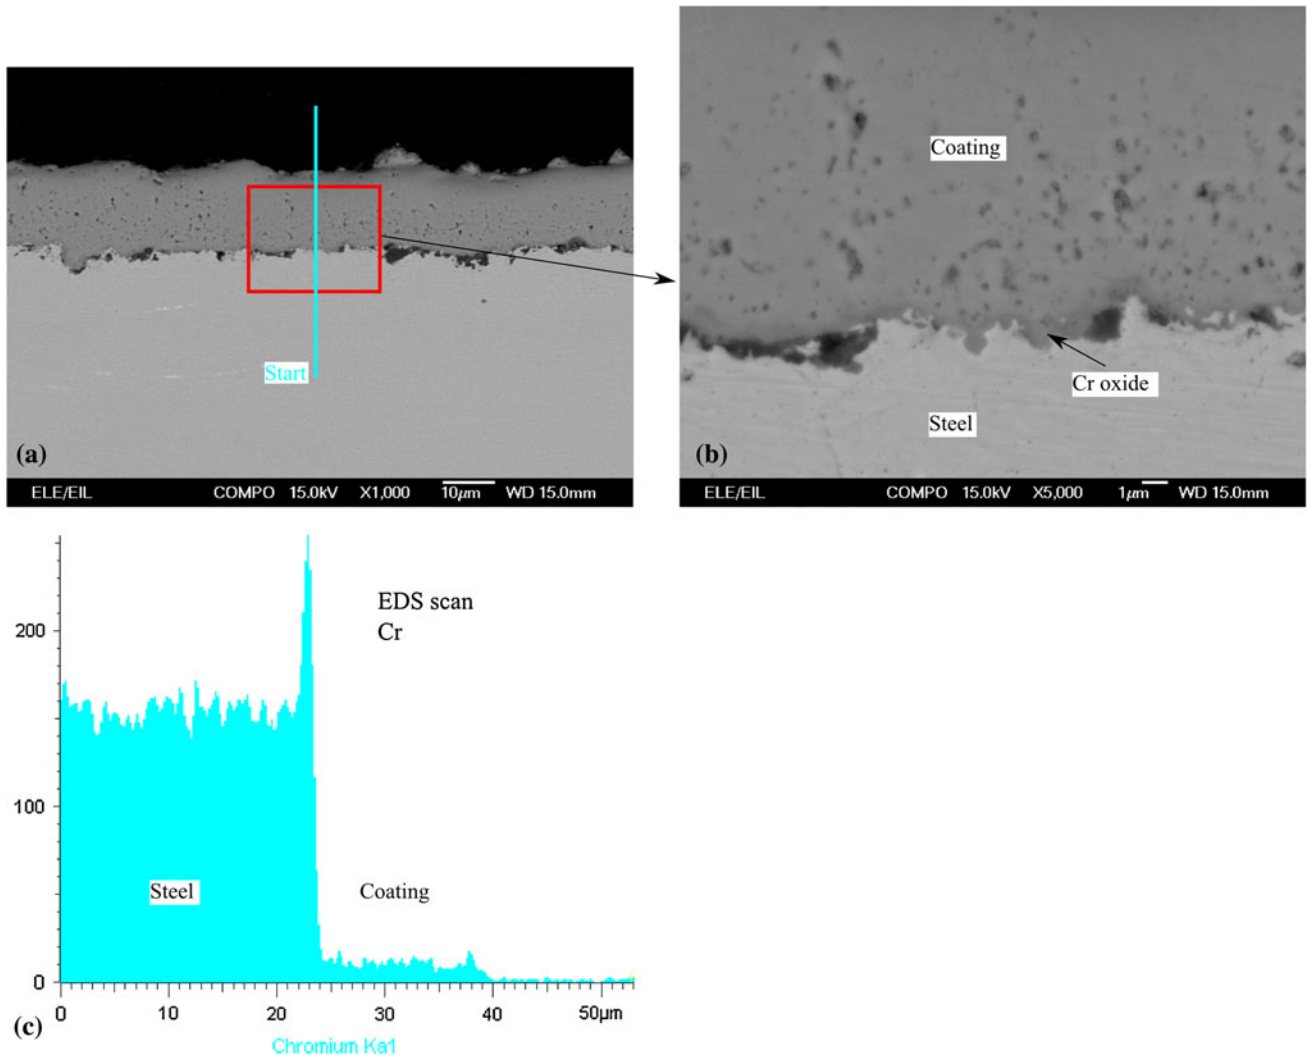 Start
(a)
ELE/EIL COMPO 15.0kV X1,000 10μm WD 15.0mm
Coating
Cr oxide
Steel
(b)
ELE/EIL COMPO 15.0kV X5,000 1μm WD 15.0mm
EDS scan
Cr
200
100
0
Steel
Coating
0 10 20 30 40 50μm
(c)
Chromium Ka1